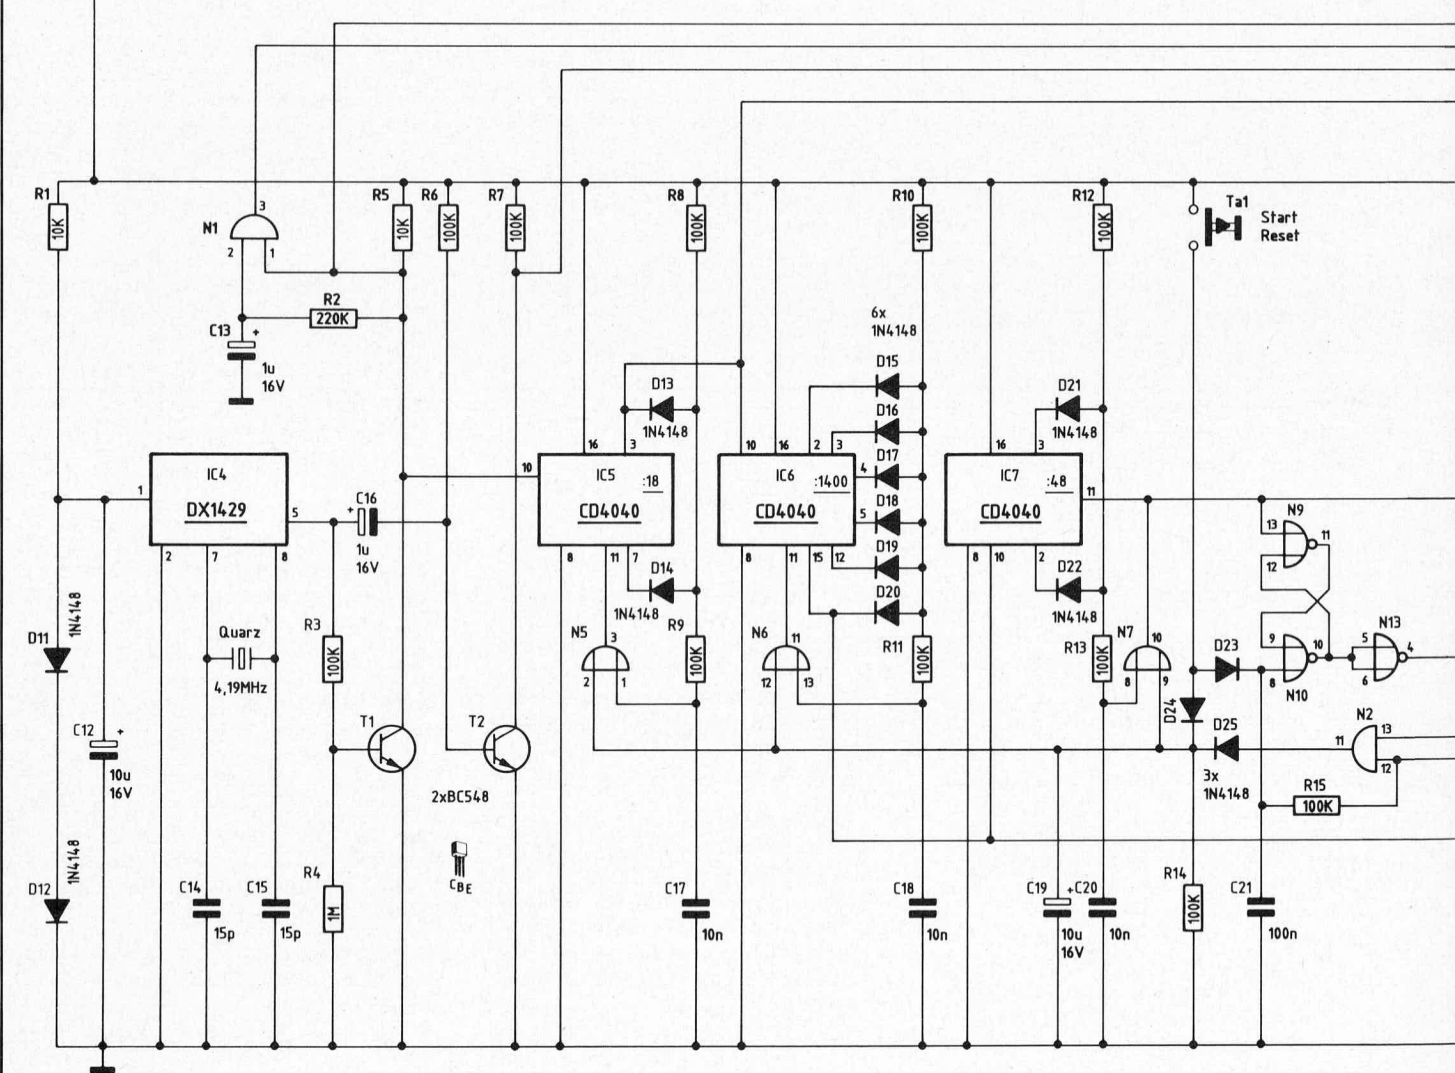 R1
10K
N1
3
2
1
R2
220K
C13
+
1u
16V
R5
10K
R6
100K
R7
100K
R8
100K
R10
100K
R12
100K
Ta1
Start
Reset
6x
1N4148
D15
D16
D17
D18
D19
D20
D13
1N4148
D21
1N4148
IC4
DX1429
1
5
2
7
8
C16
+
1u
16V
10
16
3
IC5
:18
CD4040
8
11
7
D14
1N4148
10
16
2
3
IC6
:1400
CD4040
4
5
8
11
15
12
16
3
IC7
:48
CD4040
11
8
10
2
D22
1N4148
N9
13
12
11
9
8
10
N10
N13
5
6
4
D11
1N4148
Quarz
4,19MHz
R3
100K
N5
3
2
1
R9
100K
N6
11
12
13
R11
100K
R13
100K
N7
10
8
9
D23
D24
D25
3x
1N4148
N2
11
13
12
R15
100K
C12
+
10u
16V
T1
T2
2xBC548
C B E
D12
1N4148
C14
15p
C15
15p
R4
1M
C17
10n
C18
10n
C19
+
10u
16V
C20
10n
R14
100K
C21
100n